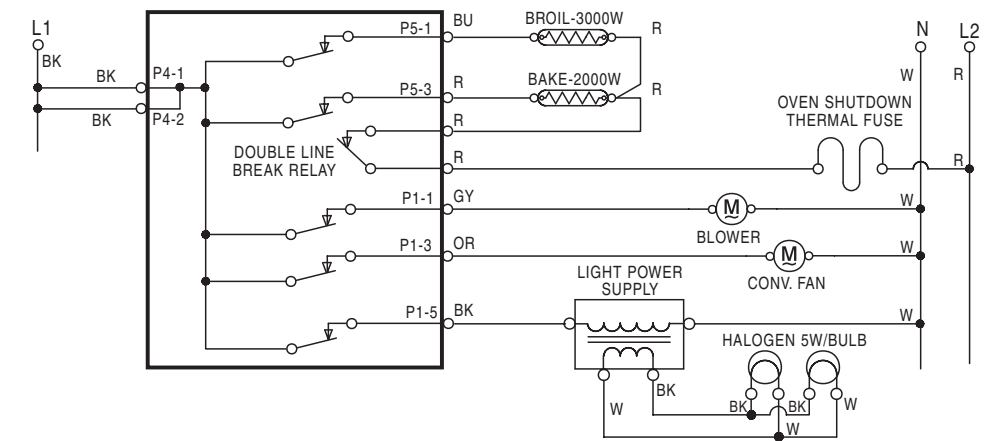 L1
BK
BK
BK
P4-1
P4-2
P5-1
BU
BROIL-3000W
R
P5-3
R
BAKE-2000W
R
R
DOUBLE LINE
BREAK RELAY
R
OVEN SHUTDOWN
THERMAL FUSE
N
L2
W
R
R
P1-1
GY
M
BLOWER
W
P1-3
OR
M
CONV. FAN
W
P1-5
BK
LIGHT POWER
SUPPLY
W
HALOGEN 5W/BULB
W
BK
BK
BK
W
W